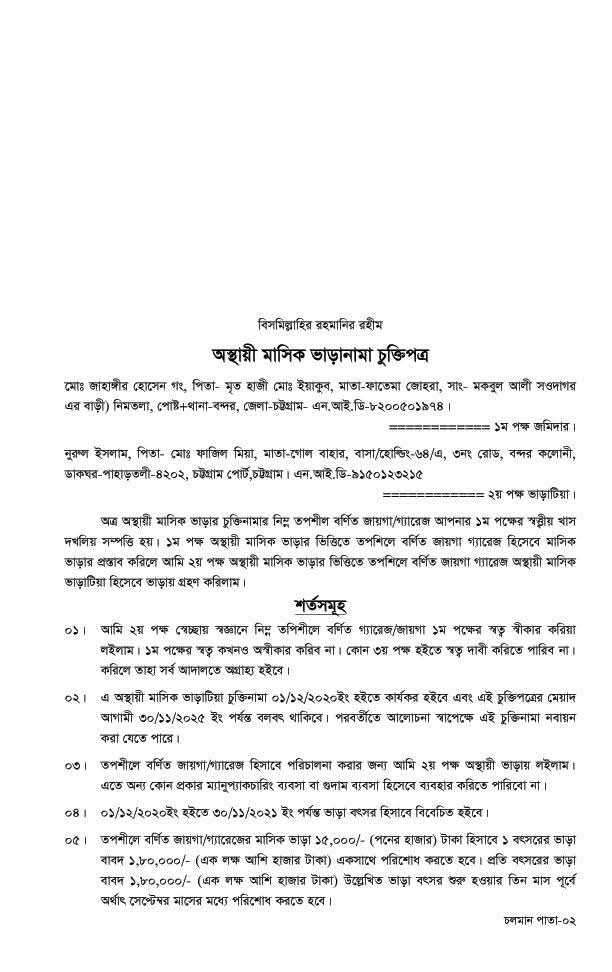 বিসমিল্লাহির রহমানির রহীম
অস্থায়ী মাসিক ভাড়ানামা চুক্তিপত্র
মোঃ জাহাঙ্গীর হোসেন গং, পিতা- মৃত হাজী মোঃ ইয়াকুব, মাতা-ফাতেমা জোহরা, সাং- মকবুল আলী সওদাগর
এর বাড়ী) নিমতলা, পোষ্ট+থানা-বন্দর, জেলা-চট্টগ্রাম- এন.আই.ডি-৮২০০৫০১৯৭৪।
============ ১ম পক্ষ জমিদার।
নুরুল ইসলাম, পিতা- মোঃ ফাজিল মিয়া, মাতা-গোল বাহার, বাসা/হোল্ডিং-৬৪/এ, ৩নং রোড, বন্দর কলোনী,
ডাকঘর-পাহাড়তলী-৪২০২, চট্টগ্রাম পোর্ট,চট্টগ্রাম। এন.আই.ডি-৯১৫০১২৩২১৫
============ ২য় পক্ষ ভাড়াটিয়া।
অত্র অস্থায়ী মাসিক ভাড়ার চুক্তিনামার নিম্ন তপশীল বর্ণিত জায়গা/গ্যারেজ আপনার ১ম পক্ষের স্বত্ত্বীয় খাস
দখলিয় সম্পত্তি হয়। ১ম পক্ষ অস্থায়ী মাসিক ভাড়ার ভিত্তিতে তপশিলে বর্ণিত জায়গা গ্যারেজ হিসেবে মাসিক
ভাড়ার প্রস্তাব করিলে আমি ২য় পক্ষ অস্থায়ী মাসিক ভাড়ার ভিত্তিতে তপশিলে বর্ণিত জায়গা গ্যারেজ অস্থায়ী মাসিক
ভাড়াটিয়া হিসেবে ভাড়ায় গ্রহণ করিলাম।
শর্তসমূহ
০১। আমি ২য় পক্ষ স্বেচ্ছায় স্বজ্ঞানে নিম্ন তপিশীলে বর্ণিত গ্যারেজ/জায়গা ১ম পক্ষের স্বত্ব স্বীকার করিয়া
লইলাম। ১ম পক্ষের স্বত্ব কখনও অস্বীকার করিব না। কোন ৩য় পক্ষ হইতে স্বত্ব দাবী করিতে পারিব না।
করিলে তাহা সর্ব আদালতে অগ্রাহ্য হইবে।
০২। এ অস্থায়ী মাসিক ভাড়াটিয়া চুক্তিনামা ০১/১২/২০২০ইং হইতে কার্যকর হইবে এবং এই চুক্তিপত্রের মেয়াদ
আগামী ৩০/১১/২০২৫ ইং পর্যন্ত বলবৎ থাকিবে। পরবর্তীতে আলোচনা স্বাপেক্ষে এই চুক্তিনামা নবায়ন
করা যেতে পারে।
০৩। তপশীলে বর্ণিত জায়গা/গ্যারেজ হিসাবে পরিচালনা করার জন্য আমি ২য় পক্ষ অস্থায়ী ভাড়ায় লইলাম।
এতে অন্য কোন প্রকার ম্যানুপ্যাকচারিং ব্যবসা বা গুদাম ব্যবসা হিসেবে ব্যবহার করিতে পারিবো না।
০৪। ০১/১২/২০২০ইং হইতে ৩০/১১/২০২১ ইং পর্যন্ত ভাড়া বৎসর হিসাবে বিবেচিত হইবে।
০৫। তপশীলে বর্ণিত জায়গা/গ্যারেজের মাসিক ভাড়া ১৫,০০০/- (পনের হাজার) টাকা হিসাবে ১ বৎসরের ভাড়া
বাবদ ১,৮০,০০০/- (এক লক্ষ আশি হাজার টাকা) একসাথে পরিশোধ করতে হবে। প্রতি বৎসরের ভাড়া
বাবদ ১,৮০,০০০/- (এক লক্ষ আশি হাজার টাকা) উল্লেখিত ভাড়া বৎসর শুরু হওয়ার তিন মাস পূর্বে
অর্থাৎ সেপ্টেম্বর মাসের মধ্যে পরিশোধ করতে হবে।
চলমান পাতা-০২